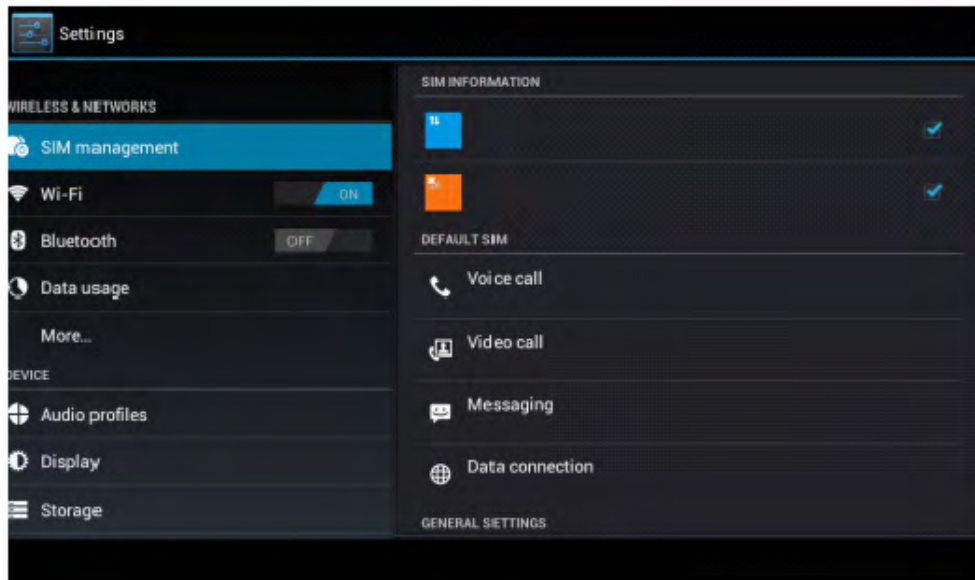 Settings
WIRELESS & NETWORKS
SIM management
Wi-Fi ON
Bluetooth OFF
Data usage
More...
DEVICE
Audio profiles
Display
Storage
SIM INFORMATION
DEFAULT SIM
Voice call
Video call
Messaging
Data connection
GENERAL SETTINGS